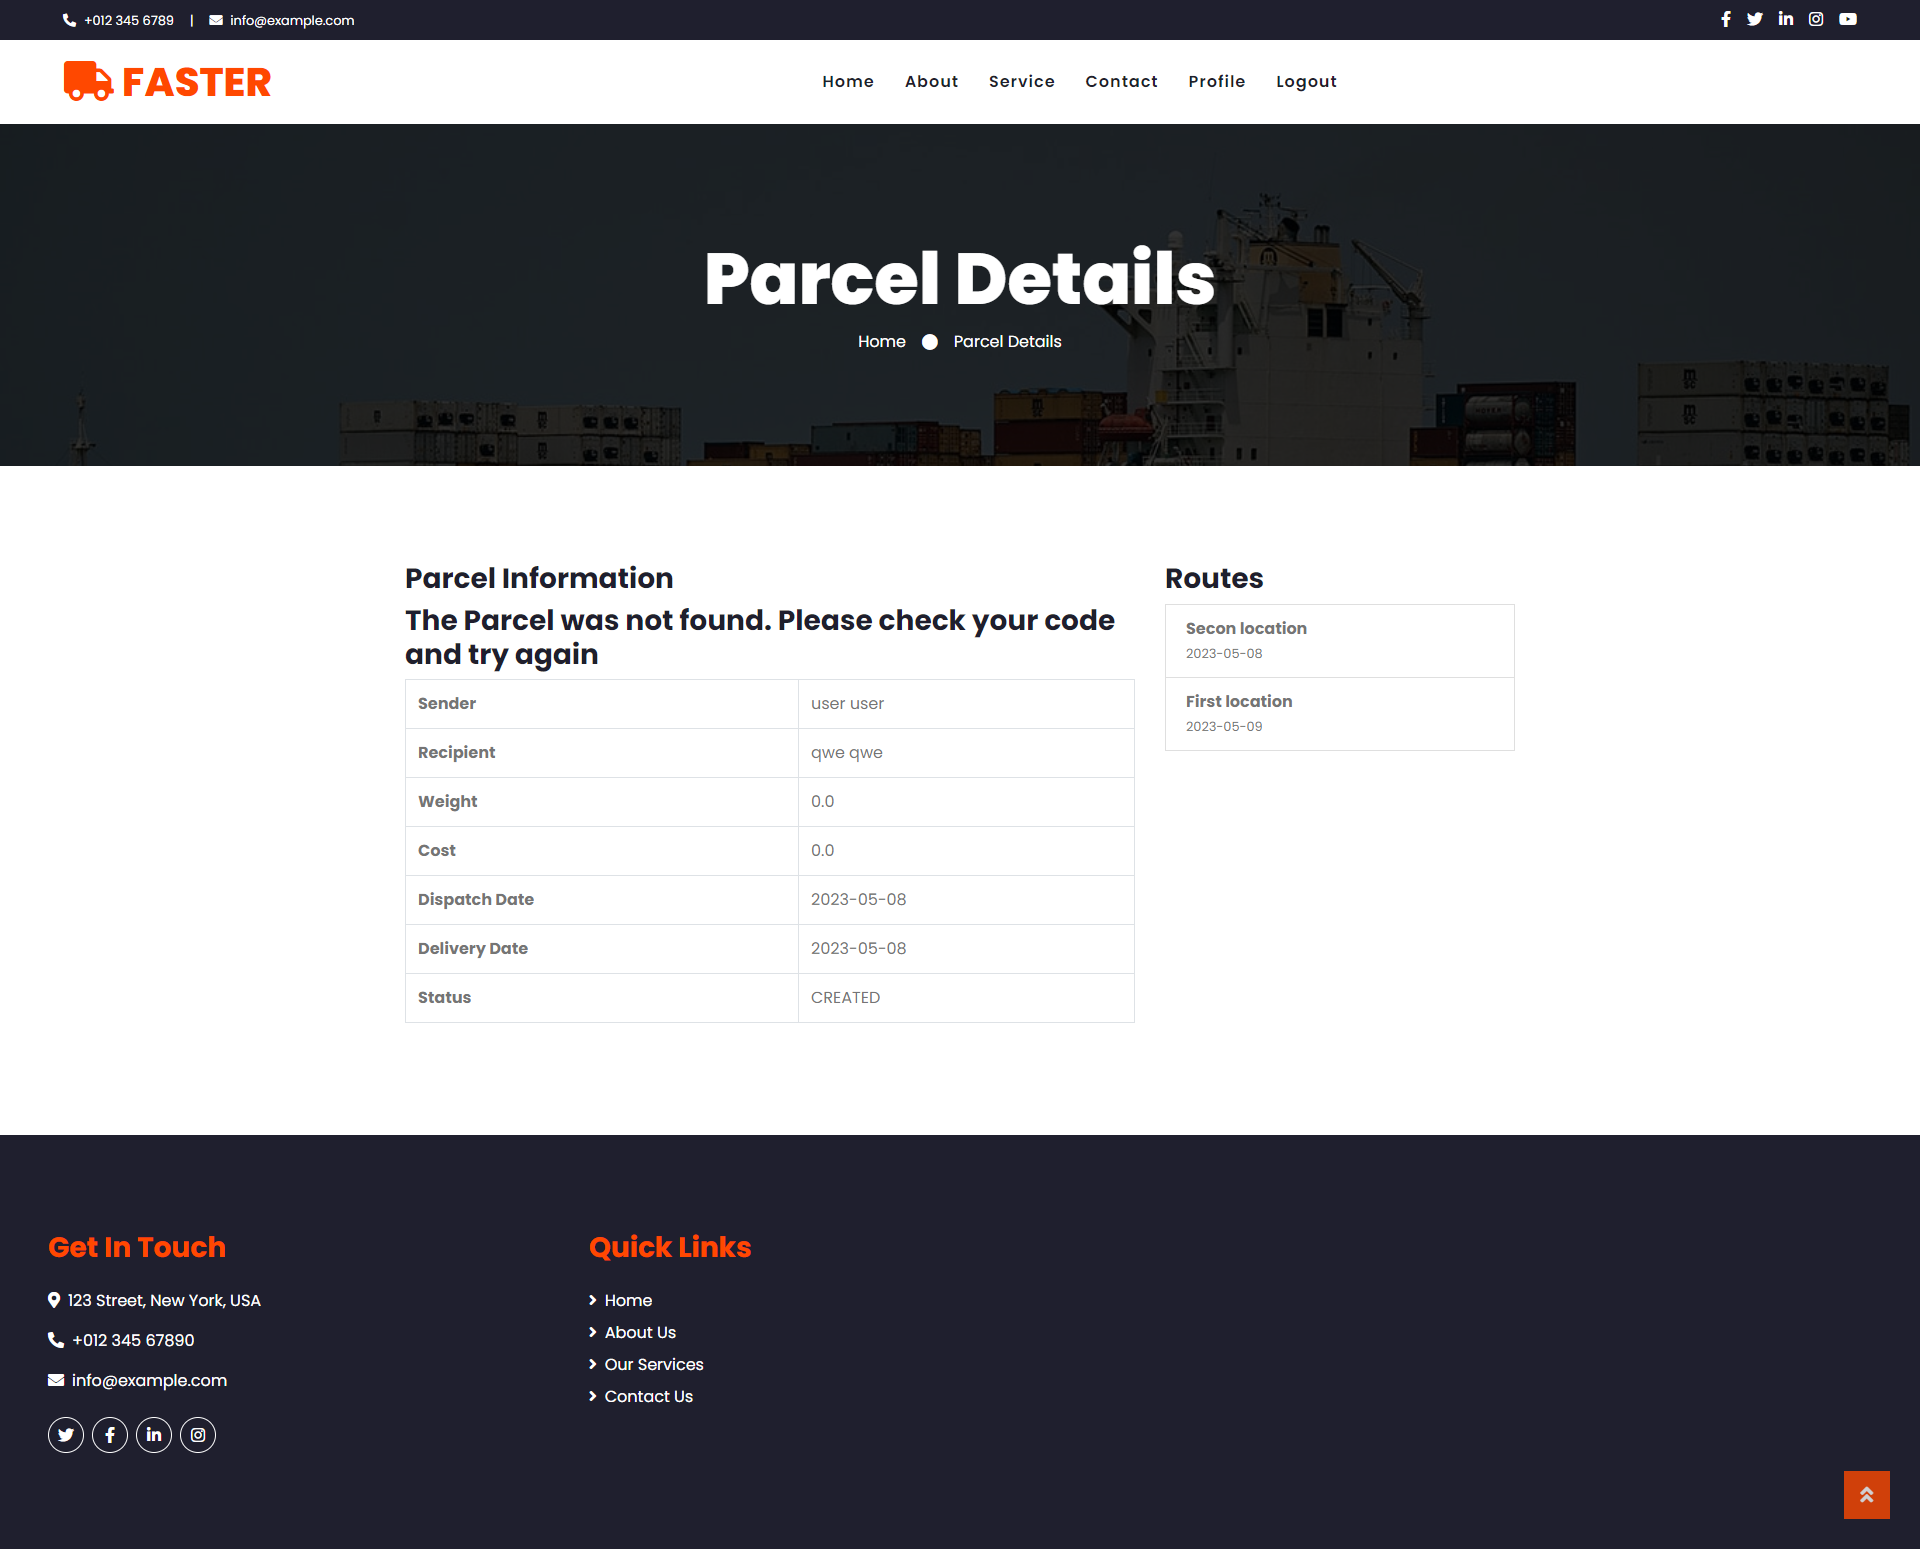 +012 345 6789 | info@example.com
FASTER
Home About Service Contact Profile Logout
Parcel Details
Home Parcel Details
Parcel Information
The Parcel was not found. Please check your code
and try again
Sender user user
Recipient qwe qwe
Weight 0.0
Cost 0.0
Dispatch Date 2023-05-08
Delivery Date 2023-05-08
Status CREATED
Routes
Secon location
2023-05-08
First location
2023-05-09
Get In Touch
123 Street, New York, USA
+012 345 67890
info@example.com
Quick Links
Home
About Us
Our Services
Contact Us